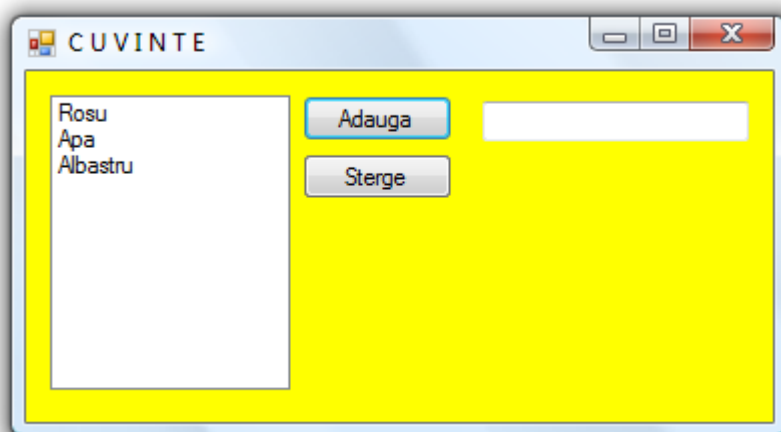 C U V I N T E
Rosu
Apa
Albastru
Adauga
Sterge